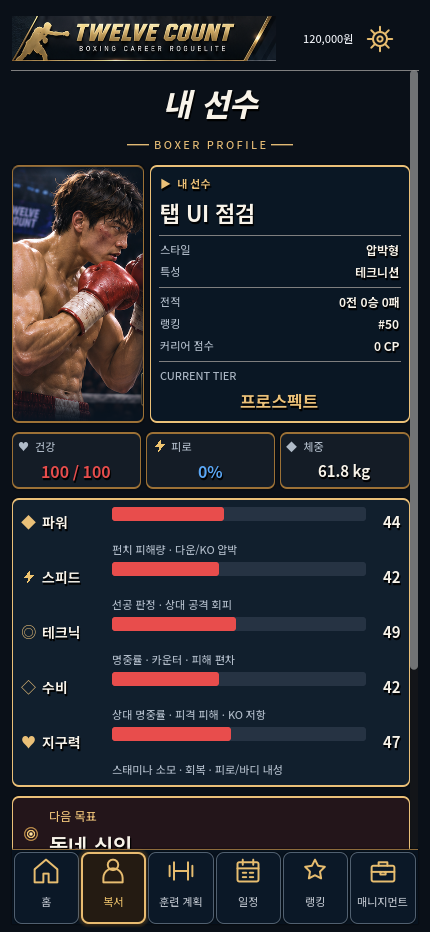 TWELVE COUNT
BOXING CAREER ROGUELITE
120,000원
내 선수
BOXER PROFILE
▶ 내 선수
탭 UI 점검
스타일 압박형
특성 테크니션
전적 0전 0승 0패
랭킹 #50
커리어 점수 0 CP
CURRENT TIER
프로스펙트
건강
100 / 100
피로
0%
체중
61.8 kg
파워 44
펀치 피해량 · 다운/KO 압박
스피드 42
선공 판정 · 상대 공격 회피
테크닉 49
명중률 · 카운터 · 피해 편차
수비 42
상대 명중률 · 피격 피해 · KO 저항
지구력 47
스태미나 소모 · 회복 · 피로/바디 내성
다음 목표
동네 신인
홈
복서
훈련 계획
일정
랭킹
매니지먼트